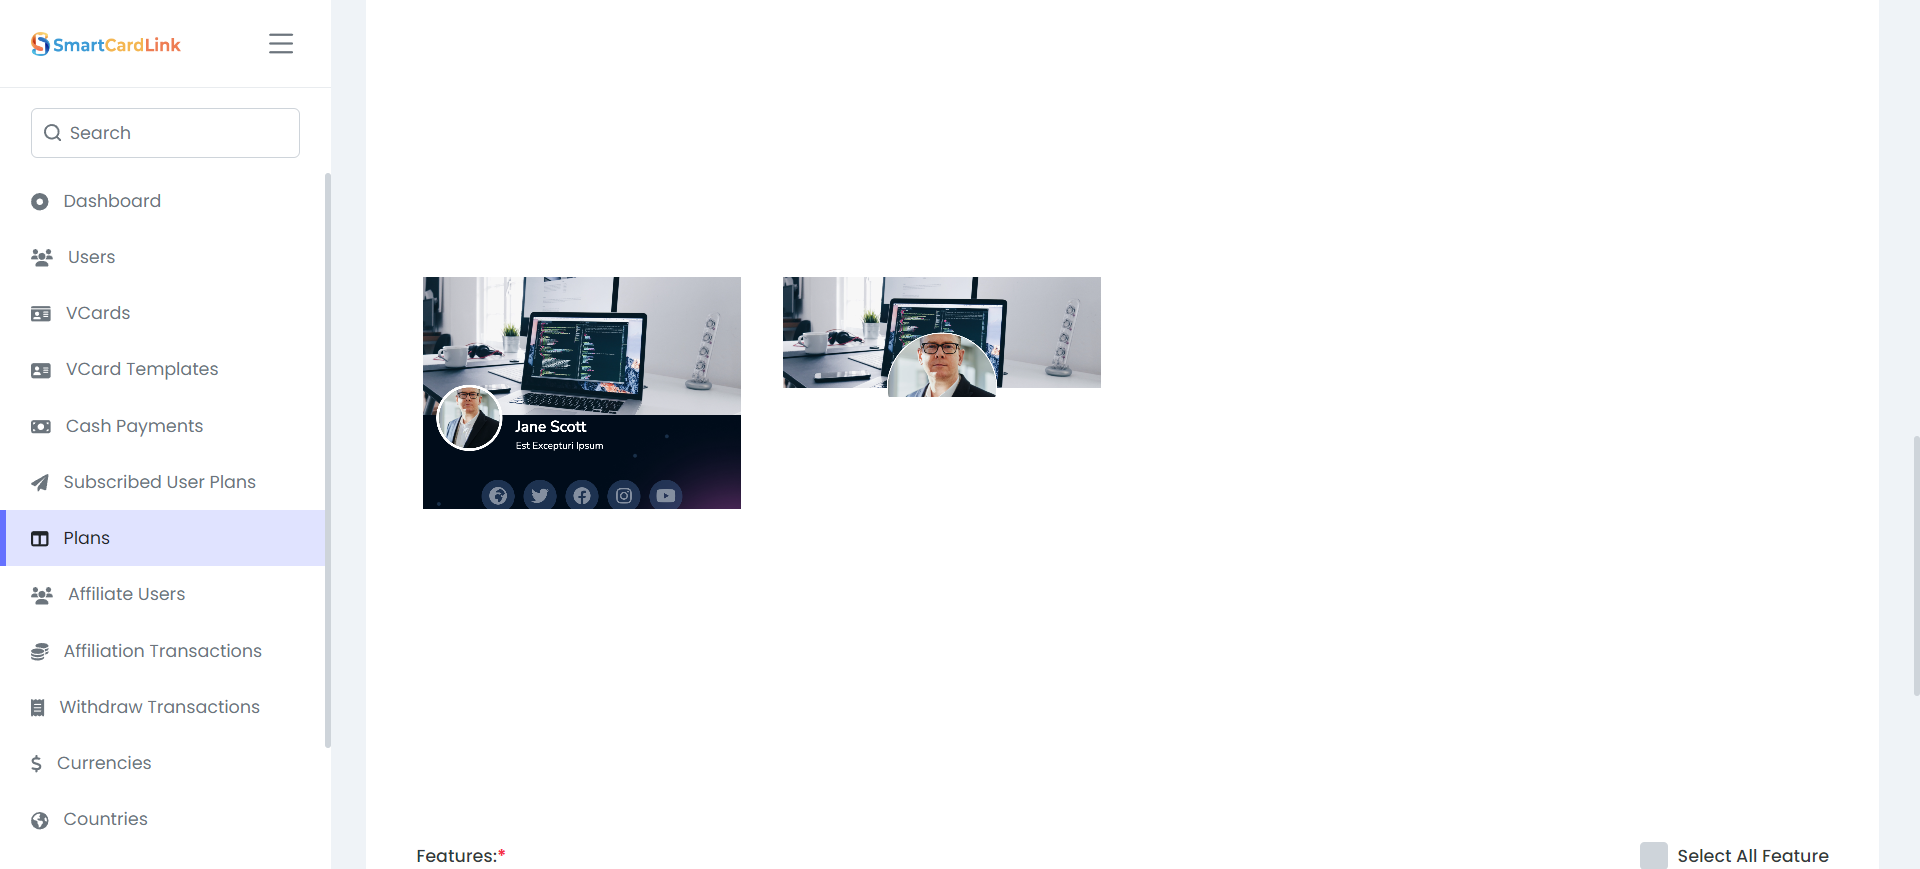 SmartCardLink
Search
Dashboard
Users
VCards
VCard Templates
Cash Payments
Subscribed User Plans
Plans
Affiliate Users
Affiliation Transactions
Withdraw Transactions
Currencies
Countries
Jane Scott
Est Excepturi Ipsum
Features:*
Select All Feature